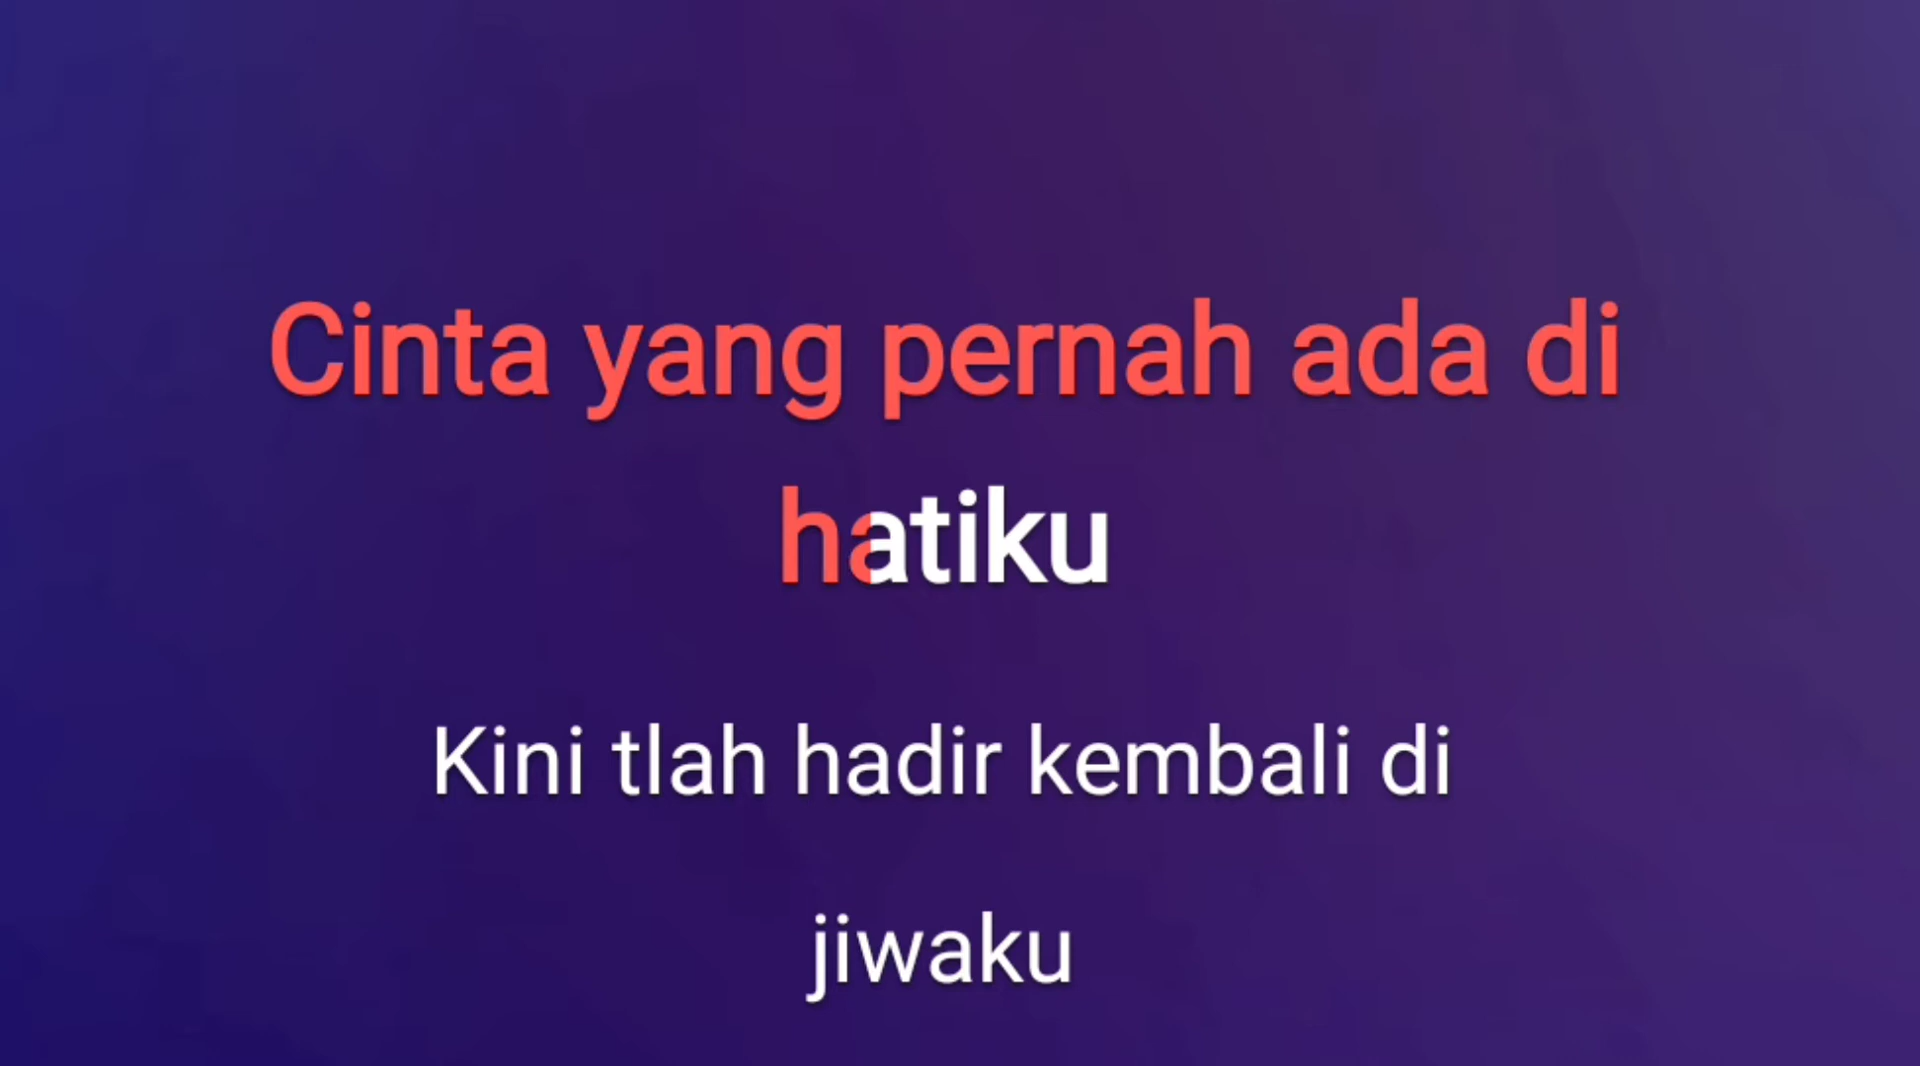 Cinta yang pernah ada di
hatiku
Kini tlah hadir kembali di
jiwaku